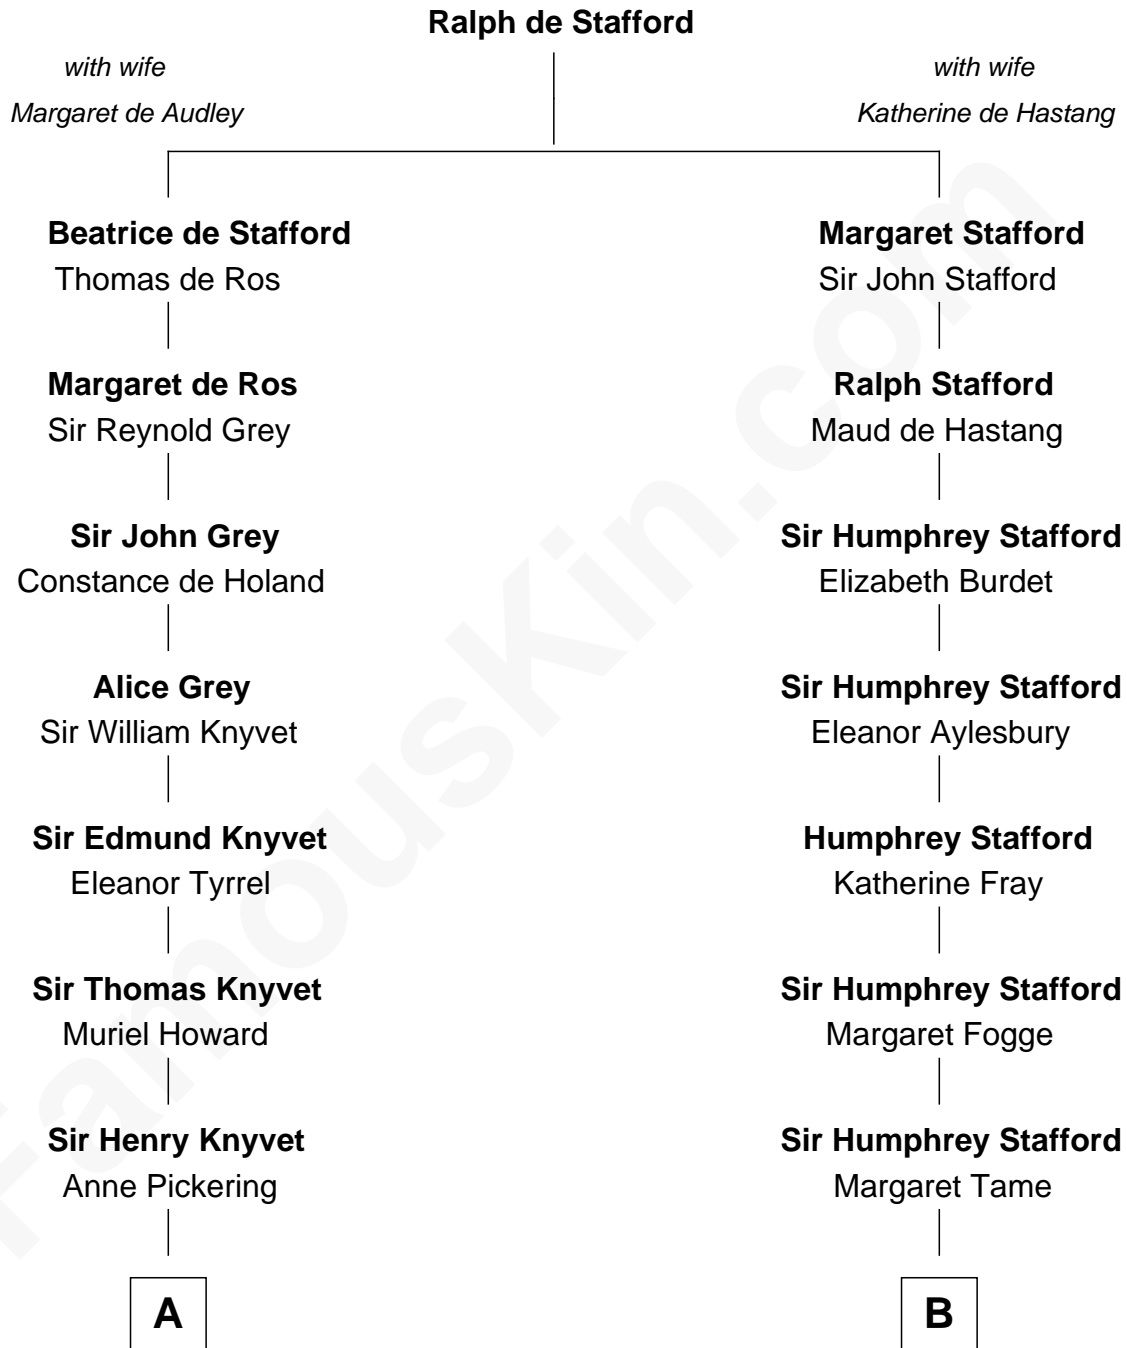 Ralph de Stafford
with wife
Margaret de Audley
with wife
Katherine de Hastang
Beatrice de Stafford
Thomas de Ros
Margaret Stafford
Sir John Stafford
Margaret de Ros
Sir Reynold Grey
Ralph Stafford
Maud de Hastang
Sir John Grey
Constance de Holand
Sir Humphrey Stafford
Elizabeth Burdet
Alice Grey
Sir William Knyvet
Sir Humphrey Stafford
Eleanor Aylesbury
Sir Edmund Knyvet
Eleanor Tyrrel
Humphrey Stafford
Katherine Fray
Sir Thomas Knyvet
Muriel Howard
Sir Humphrey Stafford
Margaret Fogge
Sir Henry Knyvet
Anne Pickering
Sir Humphrey Stafford
Margaret Tame
A
B
FamousKin.com